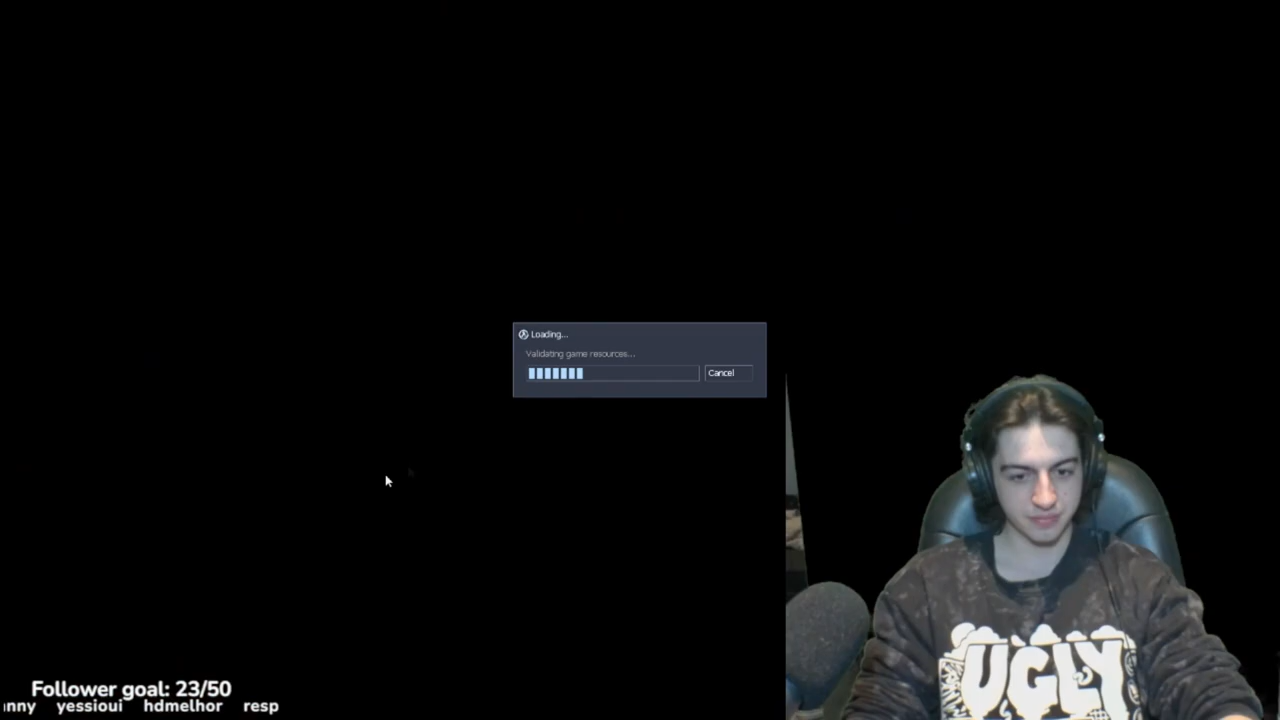 Loading...
Validating game resources...
Cancel
UGLY
Follower goal: 23/50
yessioui hdmelhor resp